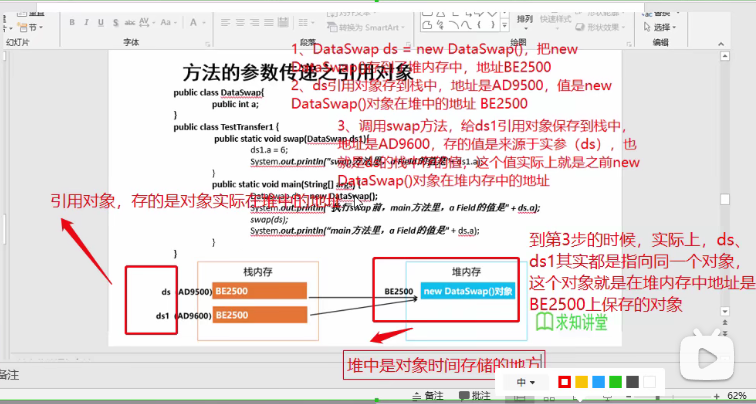 重置
幻灯片
B I U S abc
字体
段落
转换为 SmartArt
排列
快速样式
形状效果
绘图
选择
编辑
方法的参数传递之引用对象
1、DataSwap ds = new DataSwap()，把new
DataSwap()存到了堆内存中，地址BE2500
2、ds引用对象存到栈中，地址是AD9500，值是new
DataSwap()对象在堆中的地址 BE2500
3、调用swap方法，给ds1引用对象保存到栈中，
地址是AD9600，存的值是来源于实参（ds），也
就是ds的栈中存的值，这个值实际上就是之前new
DataSwap()对象在堆内存中的地址
public class DataSwap{
public int a;
}
public class TestTransfer1 {
public static void swap(DataSwap ds1){
ds1.a = 6;
System.out.println("swap方法里，a Field的值是" + ds1.a);
}
public static void main(String[] args) {
DataSwap ds = new DataSwap();
System.out.println("执行swap前，main方法里，a Field的值是" + ds.a);
swap(ds);
System.out.println("main方法里，a Field的值是" + ds.a);
}
}
引用对象，存的是对象实际在堆中的地址
到第3步的时候，实际上，ds、
ds1其实都是指向同一个对象，
这个对象就是在堆内存中地址是
BE2500上保存的对象
栈内存
堆内存
ds (AD9500) BE2500
BE2500 new DataSwap()对象
ds1 (AD9600) BE2500
求知讲堂
堆中是对象时间存储的地方
备注
中
备注 批注
62%